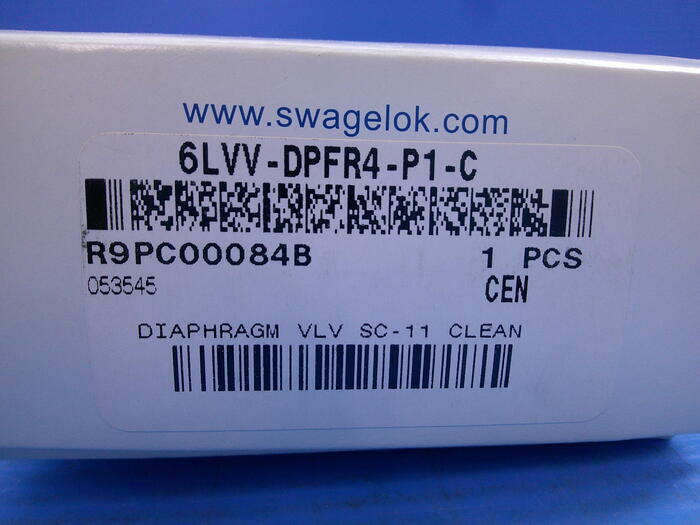 www.swagelok.com
6LVV-DPFR4-P1-C
R9PC00084B 1 PCS
053545 CEN
DIAPHRAGM VLV SC-11 CLEAN